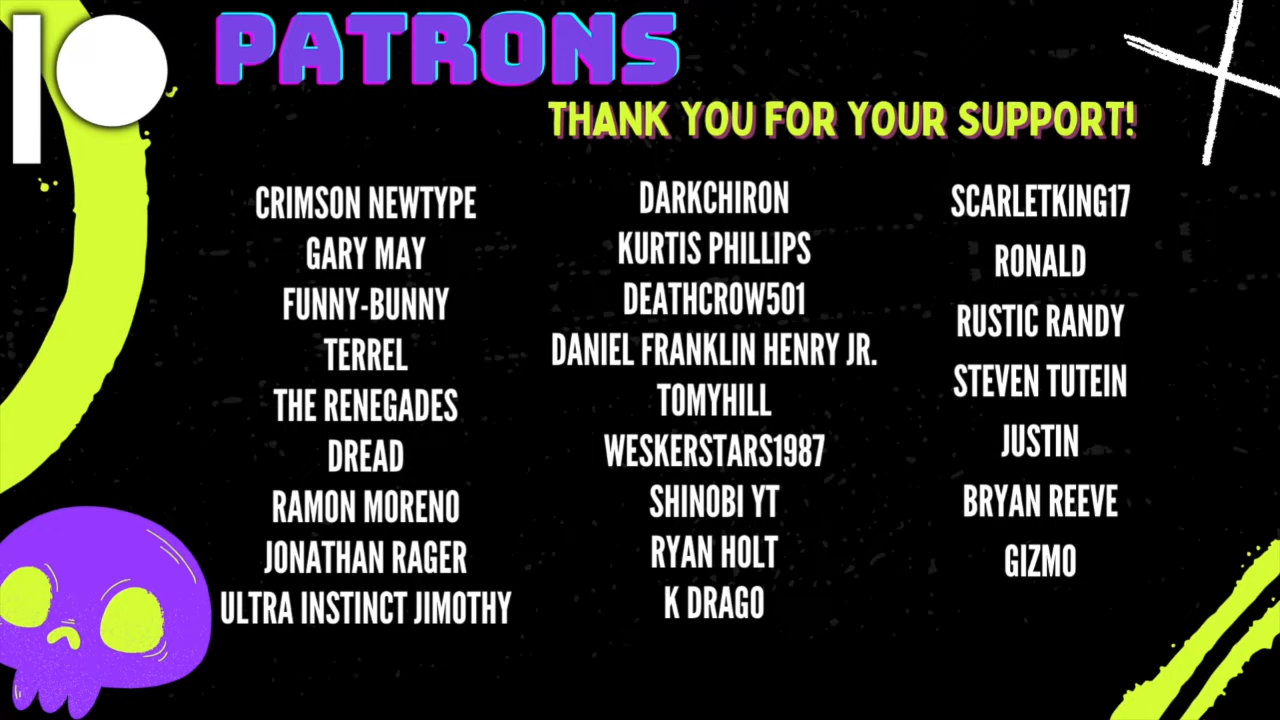 PATRONS
THANK YOU FOR YOUR SUPPORT!
CRIMSON NEWTYPE
GARY MAY
FUNNY-BUNNY
TERREL
THE RENEGADES
DREAD
RAMON MORENO
JONATHAN RAGER
ULTRA INSTINCT JIMOTHY
DARKCHIRON
KURTIS PHILLIPS
DEATHCROW501
DANIEL FRANKLIN HENRY JR.
TOMYHILL
WESKERSTARS1987
SHINOBI YT
RYAN HOLT
K DRAGO
SCARLETKING17
RONALD
RUSTIC RANDY
STEVEN TUTEIN
JUSTIN
BRYAN REEVE
GIZMO